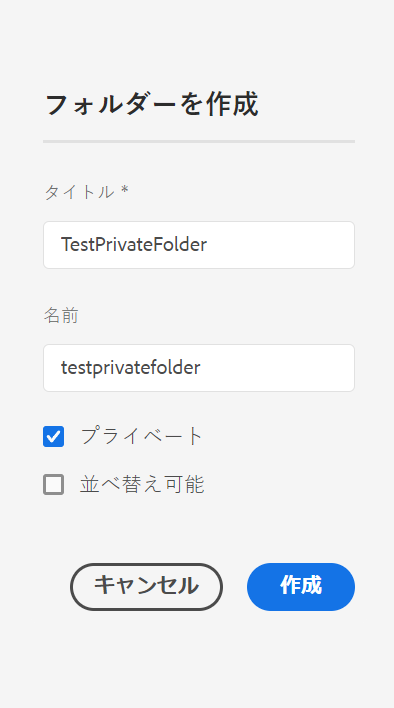 フォルダーを作成
タイトル *
TestPrivateFolder
名前
testprivatefolder
プライベート
並べ替え可能
キャンセル
作成